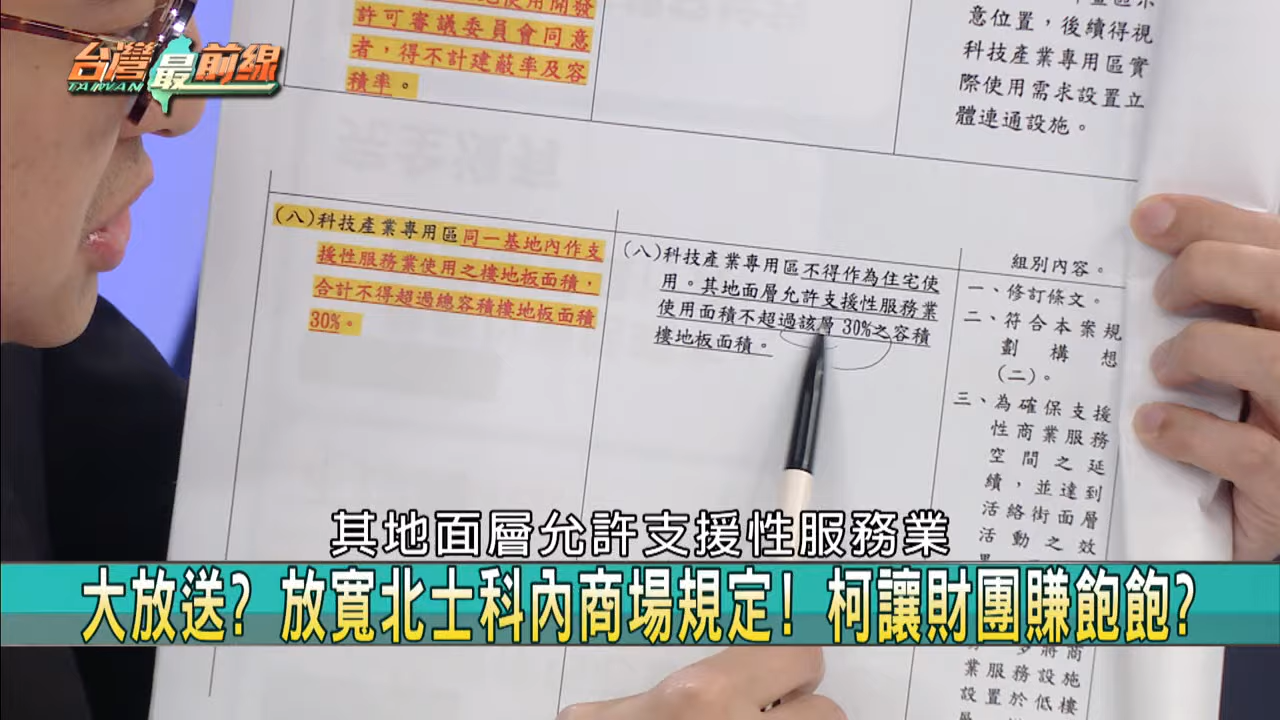 台灣最前線
TAIWAN
許可審議委員會同意
者，得不計建蔽率及容
積率。
意位置，後續得視
科技產業專用區實
際使用需求設置立
體連通設施。
(八)科技產業專用區同一基地內作支
援性服務業使用之樓地板面積，
合計不得超過總容積樓地板面積
30%。
(八)科技產業專用區不得作為住宅使
用。其地面層允許支援性服務業
使用面積不超過該層30%之容積
樓地板面積。
組別內容。
一、修訂條文。
二、符合本案規
劃構想
(二)。
三、為確保支援
性商業服務
空間之延
續，並達到
活絡街面層
活動之效
其地面層允許支援性服務業
大放送? 放寬北士科內商場規定! 柯讓財團賺飽飽?
業服務設施
設置於低樓